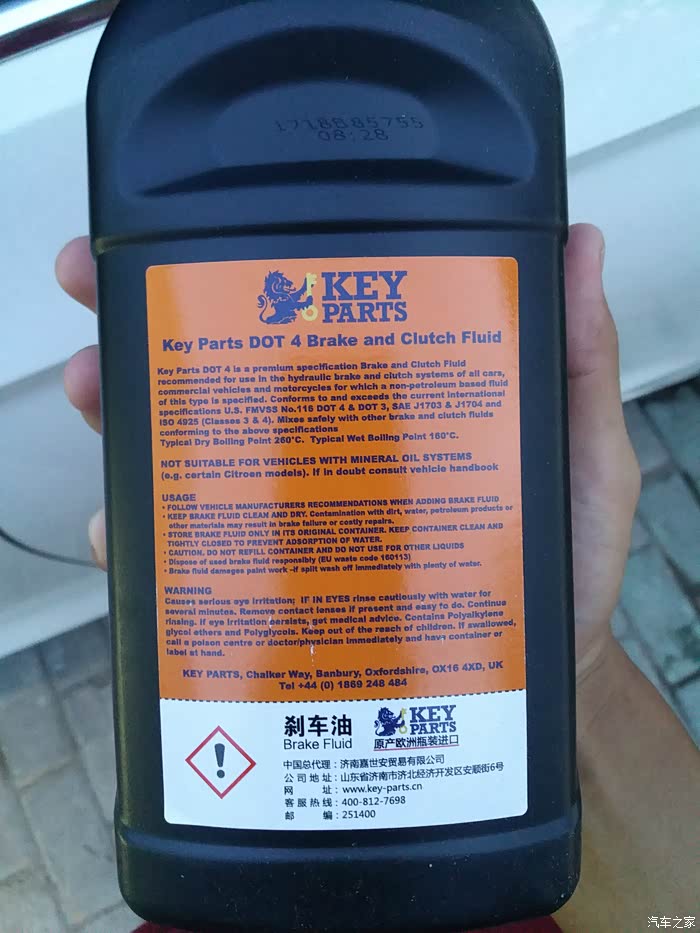 1718585755
08:28
KEY
PARTS
Key Parts DOT 4 Brake and Clutch Fluid
Key Parts DOT 4 is a premium specification Brake and Clutch Fluid
recommended for use in the hydraulic brake and clutch systems of all cars,
commercial vehicles and motorcycles for which a non-petroleum based fluid
of this type is specified. Conforms to and exceeds the current international
specifications U.S. FMVSS No.116 DOT 4 & DOT 3, SAE J1703 & J1704 and
ISO 4925 (Classes 3 & 4). Mixes safely with other brake and clutch fluids
conforming to the above specifications
Typical Dry Boiling Point 260°C. Typical Wet Boiling Point 160°C.
NOT SUITABLE FOR VEHICLES WITH MINERAL OIL SYSTEMS
(e.g. certain Citroen models). If in doubt consult vehicle handbook
USAGE
• FOLLOW VEHICLE MANUFACTURERS RECOMMENDATIONS WHEN ADDING BRAKE FLUID
• KEEP BRAKE FLUID CLEAN AND DRY. Contamination with dirt, water, petroleum products or
other materials may result in brake failure or costly repairs.
• STORE BRAKE FLUID ONLY IN ITS ORIGINAL CONTAINER. KEEP CONTAINER CLEAN AND
TIGHTLY CLOSED TO PREVENT ADSORPTION OF WATER.
• CAUTION. DO NOT REFILL CONTAINER AND DO NOT USE FOR OTHER LIQUIDS
• Dispose of used brake fluid responsibly (EU waste code 160113)
• Brake fluid damages paint work -if spilt wash off immediately with plenty of water.
WARNING
Causes serious eye irritation; IF IN EYES rinse cautiously with water for
several minutes. Remove contact lenses if present and easy to do. Continue
rinsing. If eye irritation persists, get medical advice. Contains Polyalkylene
glycol ethers and Polyglycols. Keep out of the reach of children. If swallowed,
call a poison centre or doctor/physician immediately and have container or
label at hand.
KEY PARTS, Chalker Way, Banbury, Oxfordshire, OX16 4XD, UK
Tel +44 (0) 1869 248 484
刹车油
Brake Fluid
KEY
PARTS
原产欧洲瓶装进口
中国总代理：济南嘉世安贸易有限公司
公司地址：山东省济南市济北经济开发区安顺街6号
网 址：www.key-parts.cn
客服热线：400-812-7698
邮 编：251400
汽车之家